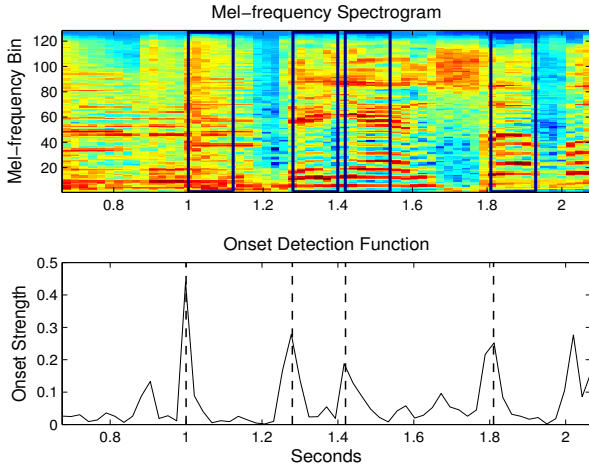 Mel−frequency Spectrogram
Mel−frequency Bin
120
100
80
60
40
20
0.8 1 1.2 1.4 1.6 1.8 2
Onset Detection Function
Onset Strength
0.5
0.4
0.3
0.2
0.1
0
0.8 1 1.2 1.4 1.6 1.8 2
Seconds